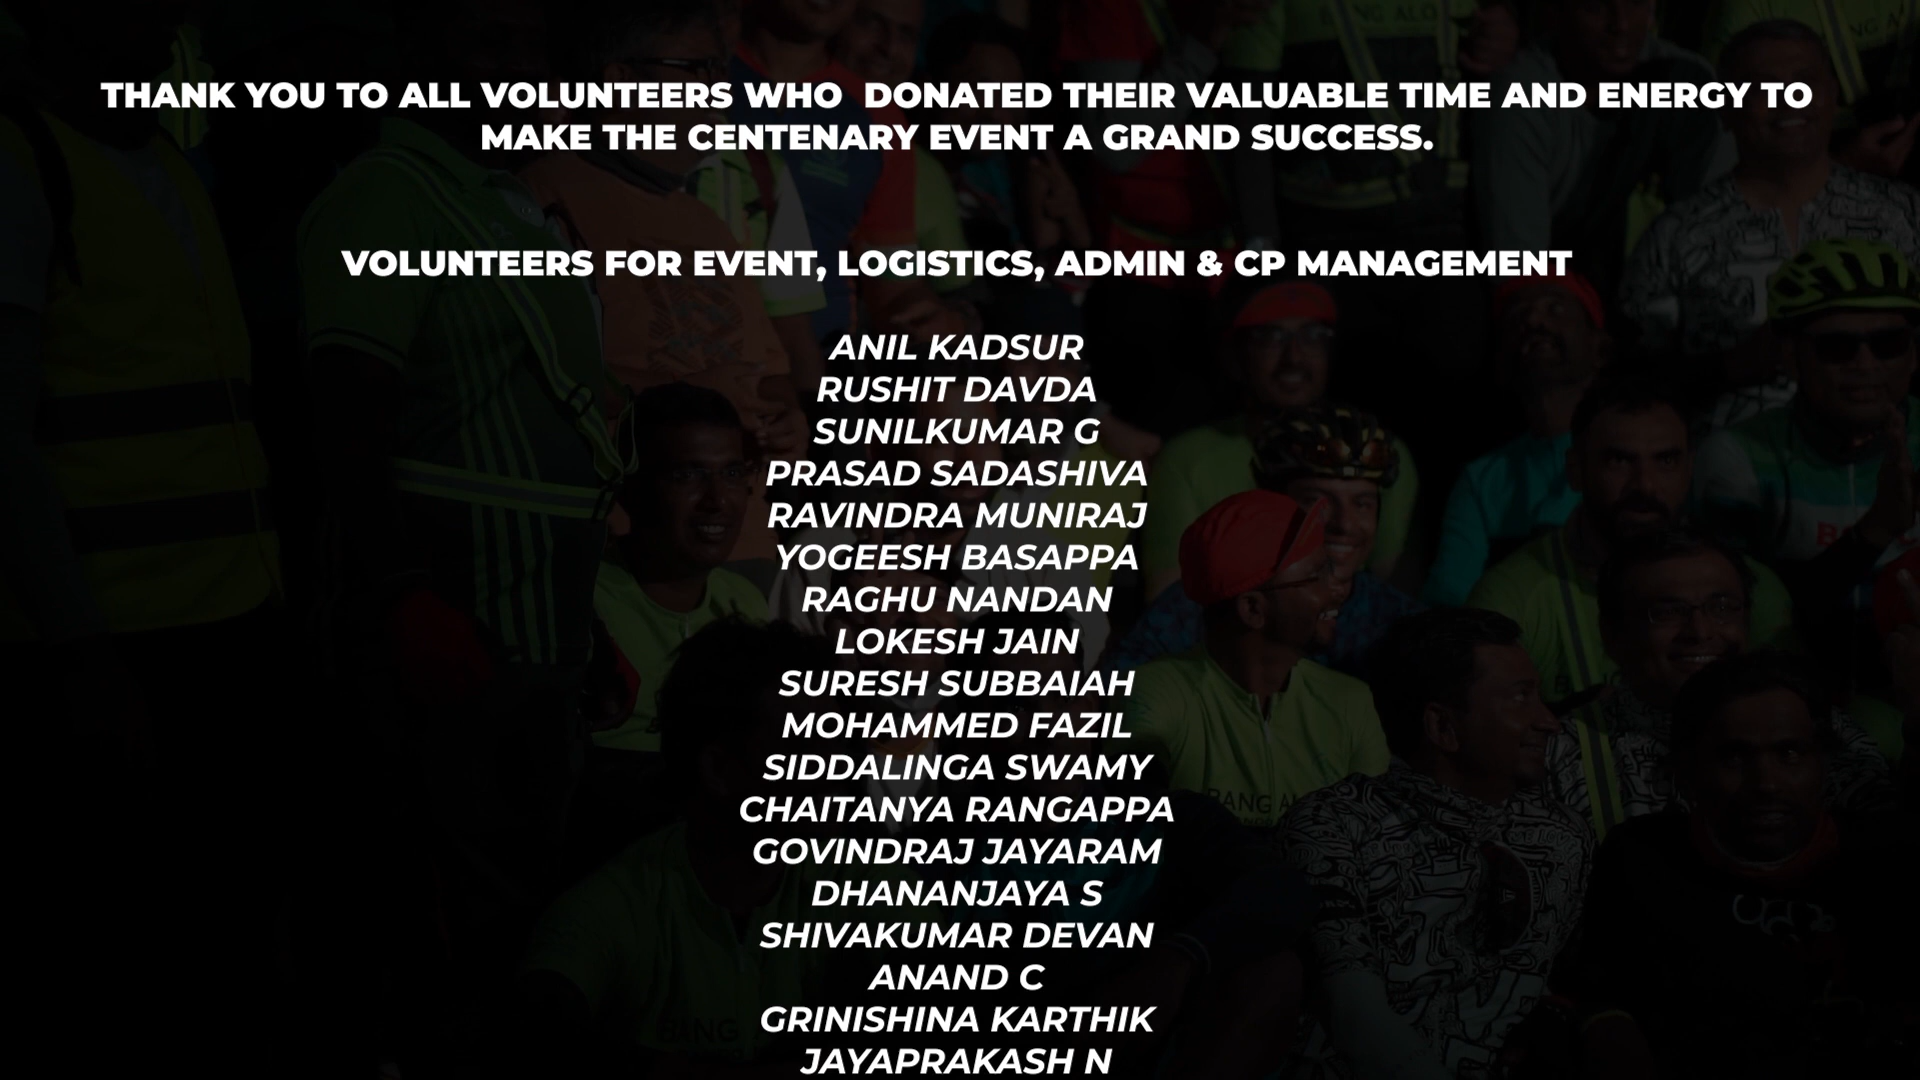 THANK YOU TO ALL VOLUNTEERS WHO  DONATED THEIR VALUABLE TIME AND ENERGY TO
MAKE THE CENTENARY EVENT A GRAND SUCCESS.
VOLUNTEERS FOR EVENT, LOGISTICS, ADMIN & CP MANAGEMENT
ANIL KADSUR
RUSHIT DAVDA
SUNILKUMAR G
PRASAD SADASHIVA
RAVINDRA MUNIRAJ
YOGEESH BASAPPA
RAGHU NANDAN
LOKESH JAIN
SURESH SUBBAIAH
MOHAMMED FAZIL
SIDDALINGA SWAMY
CHAITANYA RANGAPPA
GOVINDRAJ JAYARAM
DHANANJAYA S
SHIVAKUMAR DEVAN
ANAND C
GRINISHINA KARTHIK
JAYAPRAKASH N